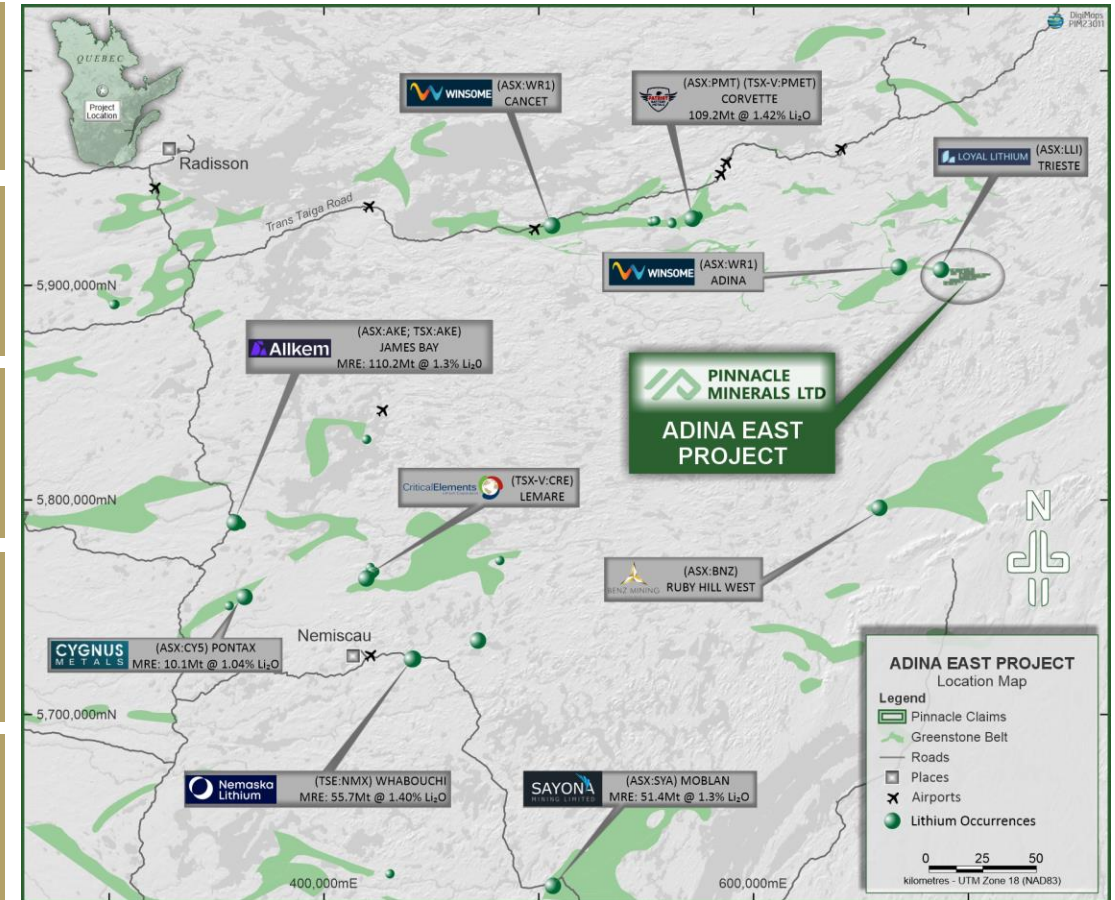 DigiMaps
PIM23011
QUEBEC
Project
Location
Radisson
WINSOME
(ASX:WR1)
CANCET
PATRIOT
BATTERY METALS
(ASX:PMT) (TSX-V:PMET)
CORVETTE
109.2Mt @ 1.42% Li₂O
LOYAL LITHIUM
(ASX:LLI)
TRIESTE
Trans Taiga Road
WINSOME
(ASX:WR1)
ADINA
5,900,000mN
Allkem
(ASX:AKE; TSX:AKE)
JAMES BAY
MRE: 110.2Mt @ 1.3% Li₂0
PINNACLE
MINERALS LTD
ADINA EAST
PROJECT
CriticalElements
(TSX-V:CRE)
LEMARE
5,800,000mN
N
BENZ MINING
(ASX:BNZ)
RUBY HILL WEST
CYGNUS
METALS
(ASX:CY5) PONTAX
MRE: 10.1Mt @ 1.04% Li₂O
Nemiscau
5,700,000mN
Nemaska
Lithium
(TSE:NMX) WHABOUCHI
MRE: 55.7Mt @ 1.40% Li₂O
SAYONA
MINING LIMITED
(ASX:SYA) MOBLAN
MRE: 51.4Mt @ 1.3% Li₂O
400,000mE
600,000mE
ADINA EAST PROJECT
Location Map
Legend
Pinnacle Claims
Greenstone Belt
Roads
Places
Airports
Lithium Occurrences
0 25 50
kilometres - UTM Zone 18 (NAD83)